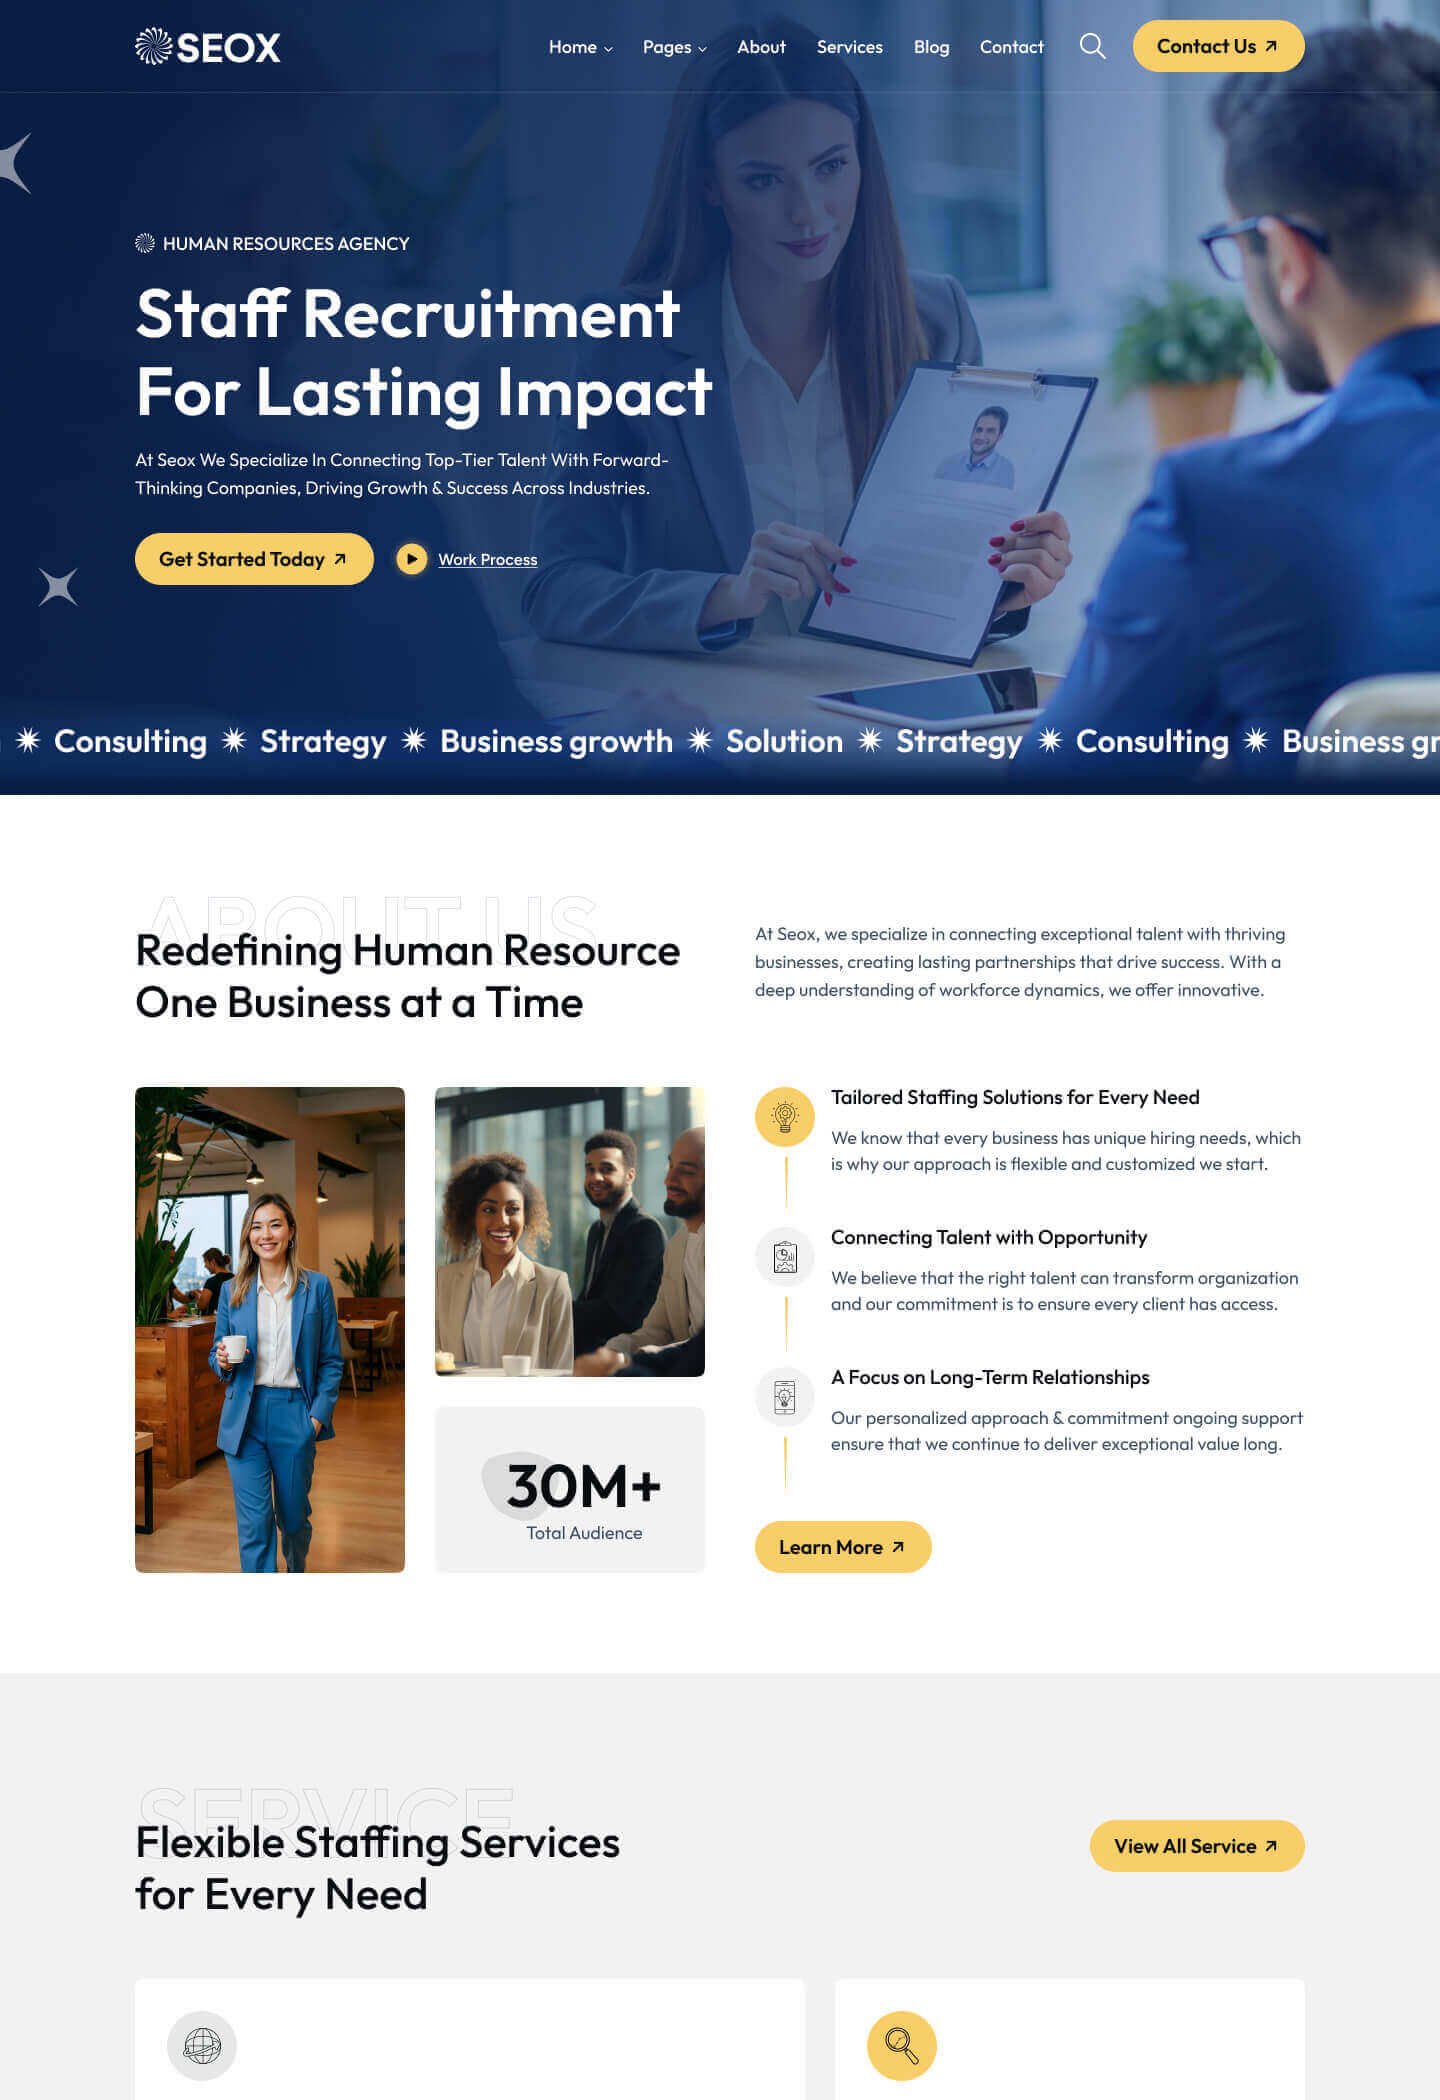 SEOX
Home Pages About Services Blog Contact
Contact Us
HUMAN RESOURCES AGENCY
Staff Recruitment
For Lasting Impact
At Seox We Specialize In Connecting Top-Tier Talent With Forward-
Thinking Companies, Driving Growth & Success Across Industries.
Get Started Today
Work Process
Consulting Strategy Business growth Solution Strategy Consulting Business gr
ABOUT US
Redefining Human Resource
One Business at a Time
At Seox, we specialize in connecting exceptional talent with thriving
businesses, creating lasting partnerships that drive success. With a
deep understanding of workforce dynamics, we offer innovative.
Tailored Staffing Solutions for Every Need
We know that every business has unique hiring needs, which
is why our approach is flexible and customized we start.
Connecting Talent with Opportunity
We believe that the right talent can transform organization
and our commitment is to ensure every client has access.
A Focus on Long-Term Relationships
Our personalized approach & commitment ongoing support
ensure that we continue to deliver exceptional value long.
30M+
Total Audience
Learn More
SERVICE
Flexible Staffing Services
for Every Need
View All Service